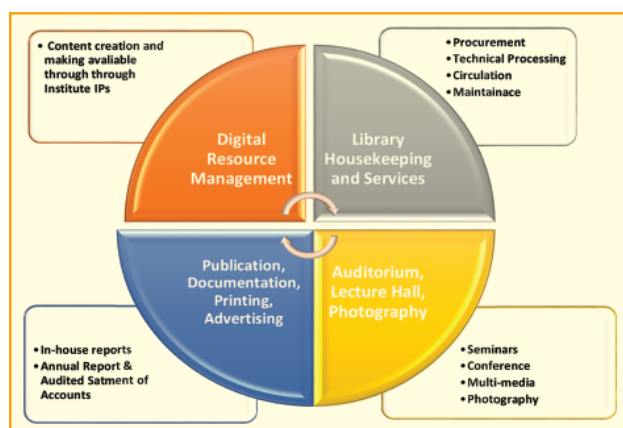 • Content creation and
making avaliable
through through
Institute IPs
• Procurement
• Technical Processing
• Circulation
• Maintainace
Digital
Resource
Management
Library
Housekeeping
and Services
Publication,
Documentation,
Printing,
Advertising
Auditorium,
Lecture Hall,
Photography
• In-house reports
• Annual Report &
Audited Satment of
Accounts
• Seminars
• Conference
• Multi-media
• Photography